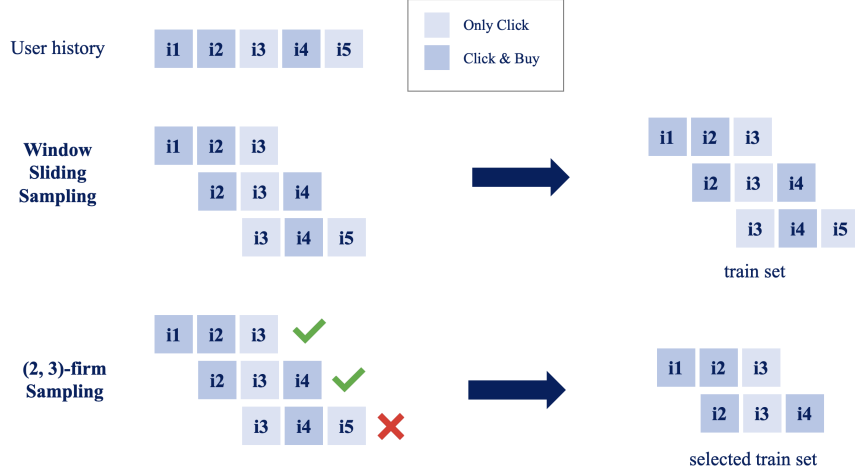 Only Click
User history
i1 i2 i3 i4 i5
Click & Buy
Window
Sliding
Sampling
i1 i2 i3
i2 i3 i4
i3 i4 i5
i1 i2 i3
i2 i3 i4
i3 i4 i5
train set
(2, 3)-firm
Sampling
i1 i2 i3
i2 i3 i4
i3 i4 i5
i1 i2 i3
i2 i3 i4
selected train set